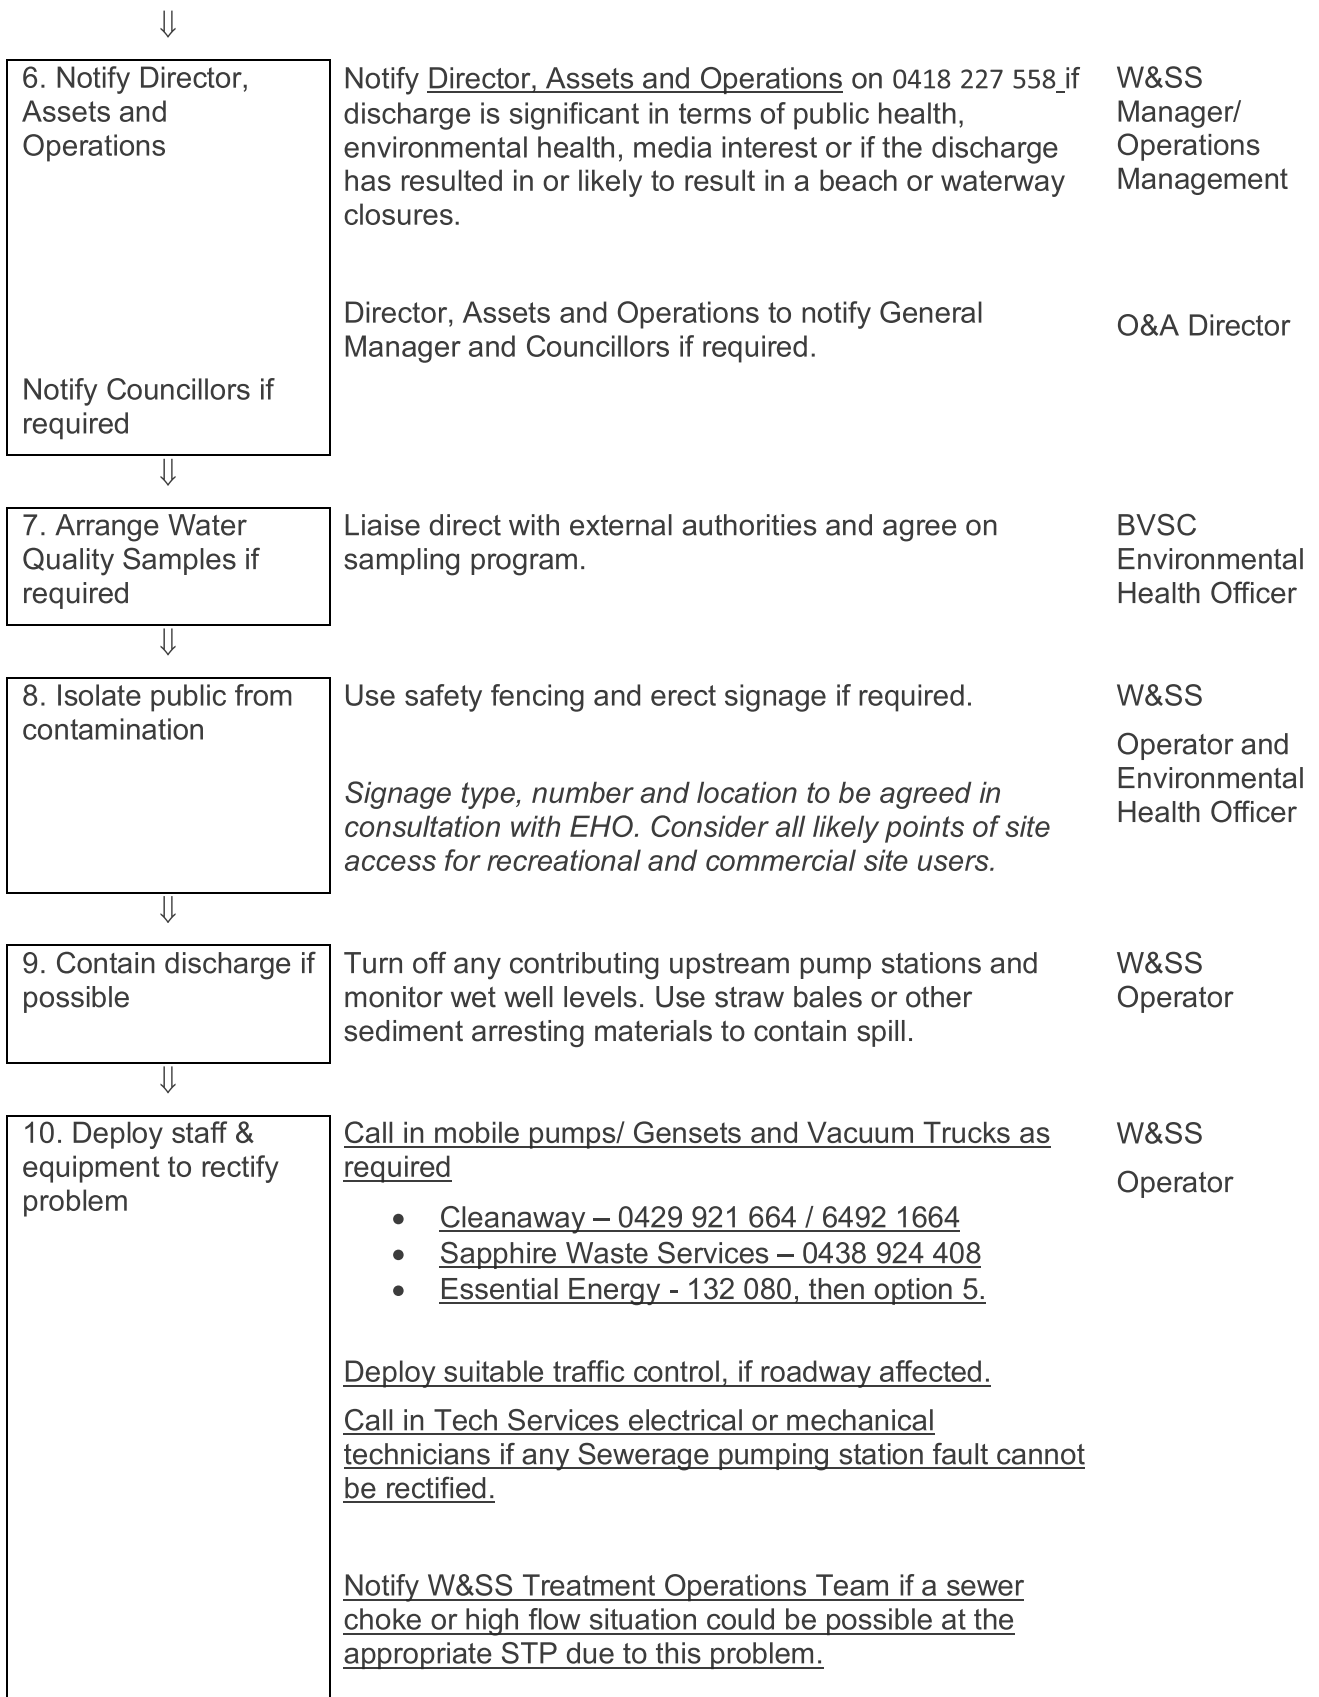 ⇓
6. Notify Director,
Assets and
Operations
Notify Director, Assets and Operations on 0418 227 558 if
discharge is significant in terms of public health,
environmental health, media interest or if the discharge
has resulted in or likely to result in a beach or waterway
closures.
W&SS
Manager/
Operations
Management
Director, Assets and Operations to notify General
Manager and Councillors if required.
O&A Director
Notify Councillors if
required
⇓
7. Arrange Water
Quality Samples if
required
Liaise direct with external authorities and agree on
sampling program.
BVSC
Environmental
Health Officer
⇓
8. Isolate public from
contamination
Use safety fencing and erect signage if required.
Signage type, number and location to be agreed in
consultation with EHO. Consider all likely points of site
access for recreational and commercial site users.
W&SS
Operator and
Environmental
Health Officer
⇓
9. Contain discharge if
possible
Turn off any contributing upstream pump stations and
monitor wet well levels. Use straw bales or other
sediment arresting materials to contain spill.
W&SS
Operator
⇓
10. Deploy staff &
equipment to rectify
problem
Call in mobile pumps/ Gensets and Vacuum Trucks as
required
• Cleanaway – 0429 921 664 / 6492 1664
• Sapphire Waste Services – 0438 924 408
• Essential Energy - 132 080, then option 5.
Deploy suitable traffic control, if roadway affected.
Call in Tech Services electrical or mechanical
technicians if any Sewerage pumping station fault cannot
be rectified.
Notify W&SS Treatment Operations Team if a sewer
choke or high flow situation could be possible at the
appropriate STP due to this problem.
W&SS
Operator